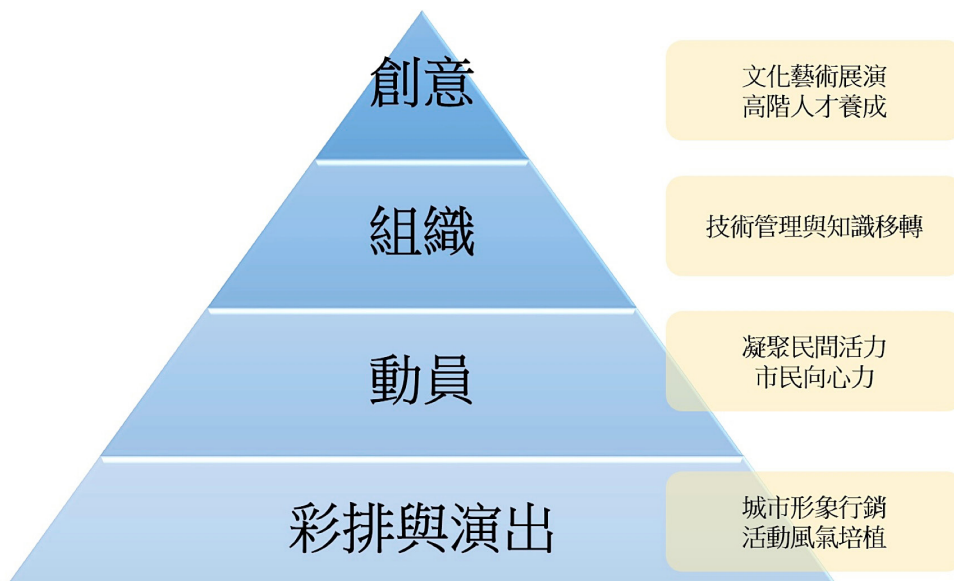 創意
文化藝術展演
高階人才養成
組織
技術管理與知識移轉
動員
凝聚民間活力
市民向心力
彩排與演出
城市形象行銷
活動風氣培植